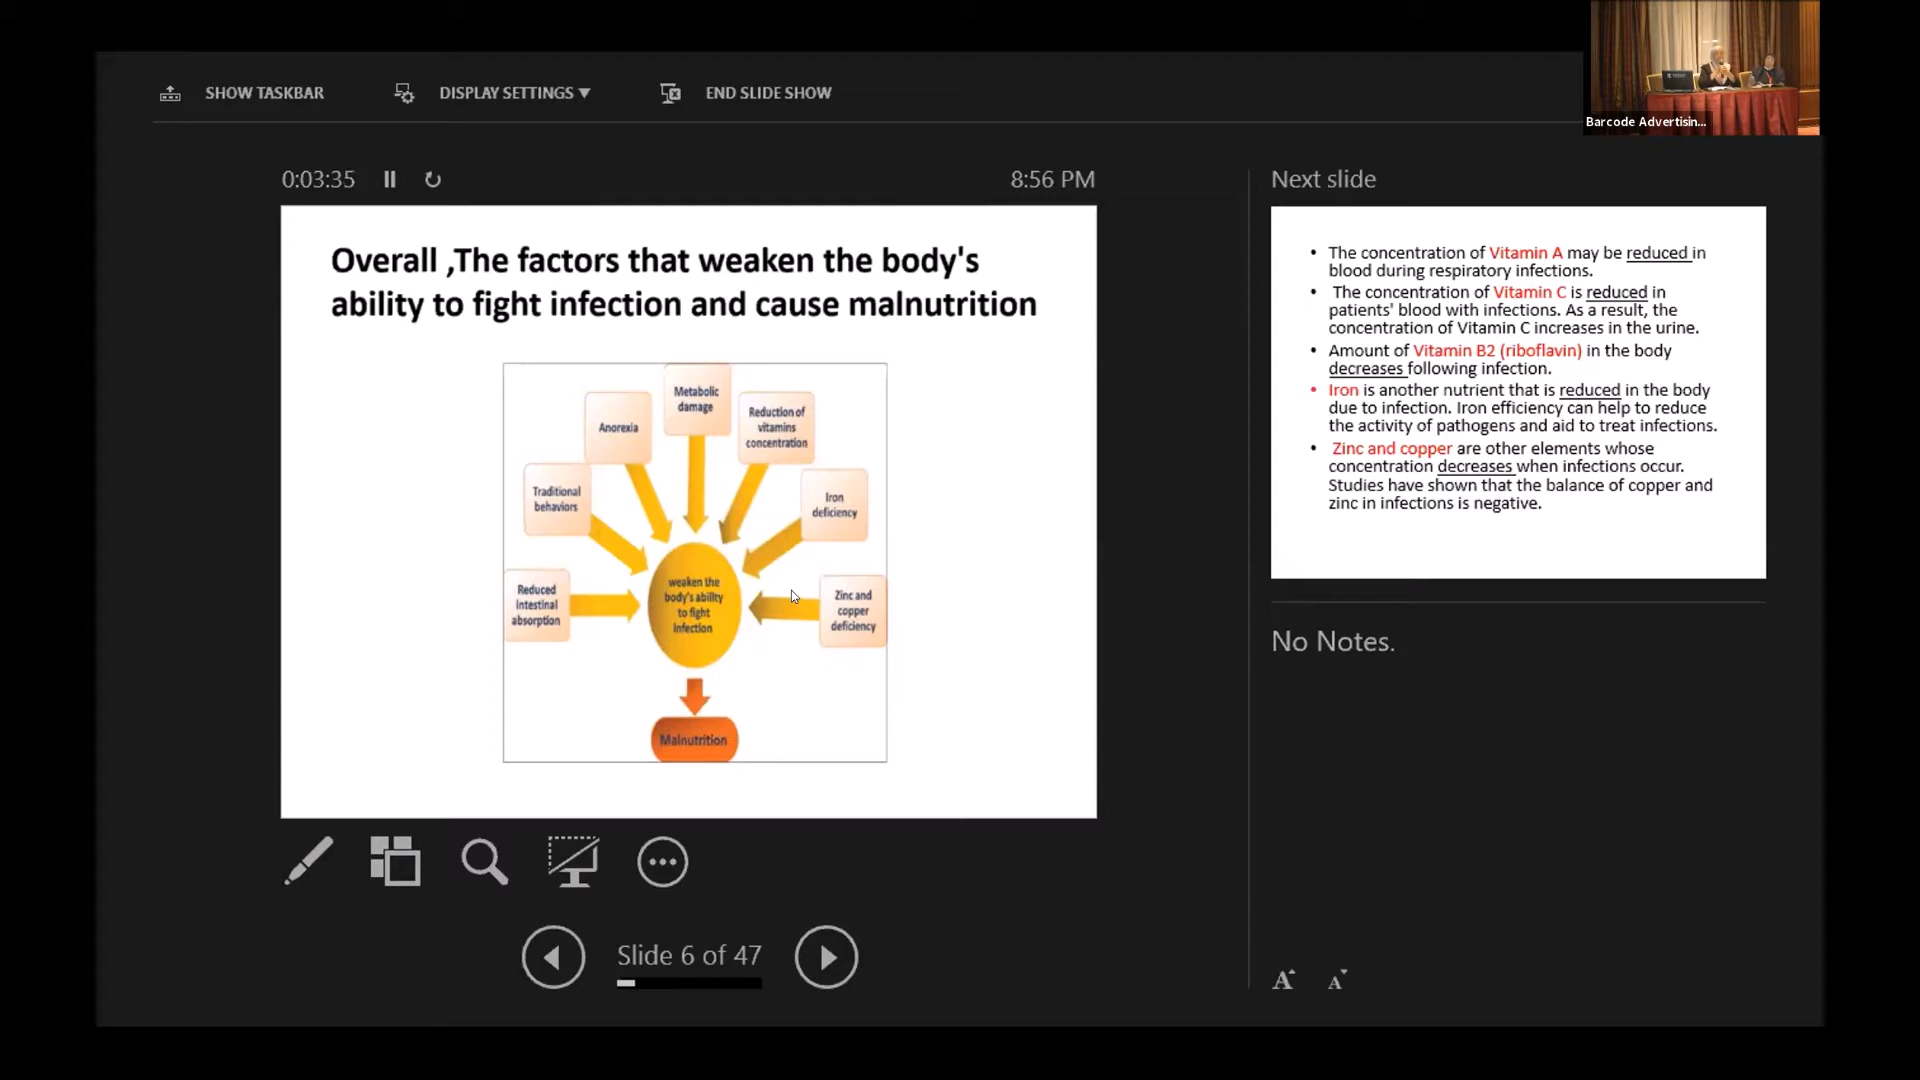 SHOW TASKBAR
DISPLAY SETTINGS ▼
END SLIDE SHOW
Barcode Advertisin...
0:03:35
8:56 PM
Next slide
Overall ,The factors that weaken the body's
ability to fight infection and cause malnutrition
Metabolic
damage
Anorexia
Reduction of
vitamins
concentration
Traditional
behaviors
Iron
deficiency
Reduced
intestinal
absorption
weaken the
body's ability
to fight
infection
Zinc and
copper
deficiency
Malnutrition
• The concentration of Vitamin A may be reduced in
blood during respiratory infections.
• The concentration of Vitamin C is reduced in
patients' blood with infections. As a result, the
concentration of Vitamin C increases in the urine.
• Amount of Vitamin B2 (riboflavin) in the body
decreases following infection.
• Iron is another nutrient that is reduced in the body
due to infection. Iron efficiency can help to reduce
the activity of pathogens and aid to treat infections.
• Zinc and copper are other elements whose
concentration decreases when infections occur.
Studies have shown that the balance of copper and
zinc in infections is negative.
No Notes.
Slide 6 of 47
A A